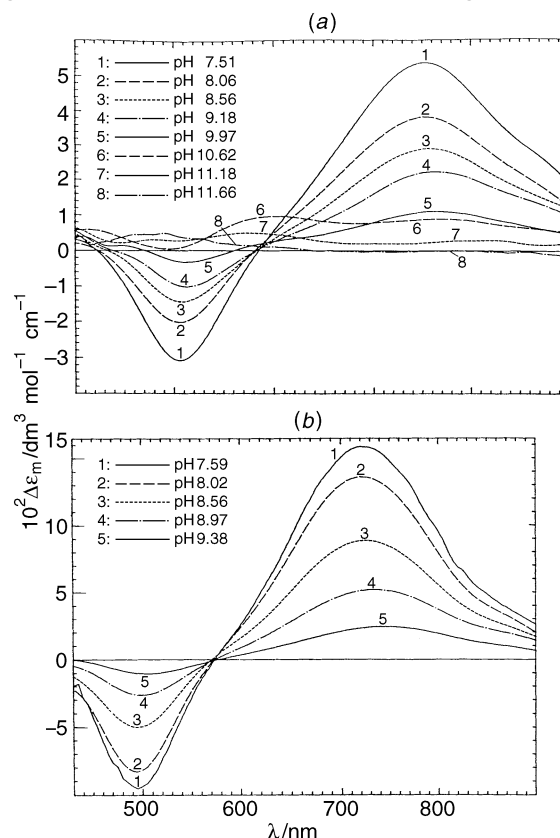 (a)
1: pH 7.51
2: pH 8.06
3: pH 8.56
4: pH 9.18
5: pH 9.97
6: pH 10.62
7: pH 11.18
8: pH 11.66
5
4
3
2
1
0
−1
−2
−3
1
2
3
4
5
6
7
8
8
6
7
5
4
3
2
1
10²Δεm/dm³ mol⁻¹ cm⁻¹
(b)
1: pH 7.59
2: pH 8.02
3: pH 8.56
4: pH 8.97
5: pH 9.38
15
10
5
0
−5
1
2
3
4
5
5
4
3
2
1
500 600 700 800
λ/nm